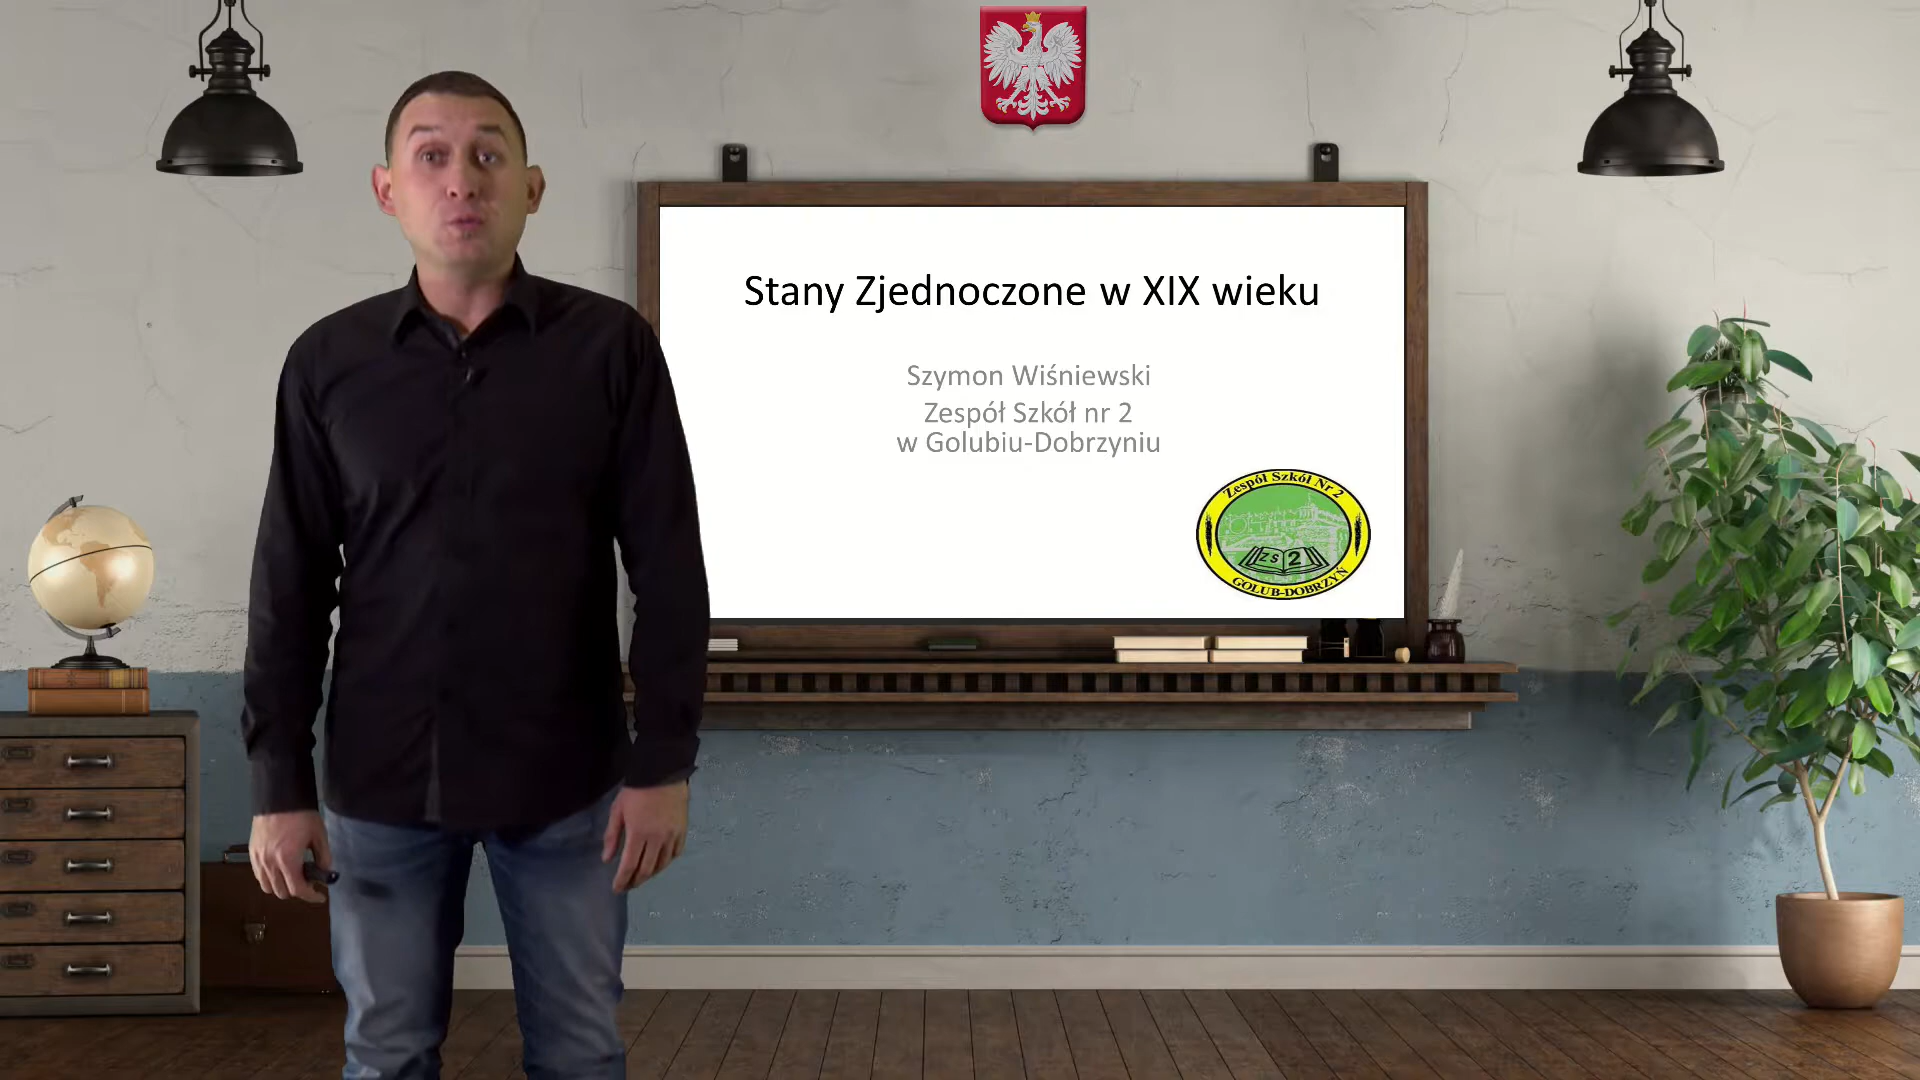 Stany Zjednoczone w XIX wieku
Szymon Wiśniewski
Zespół Szkół nr 2
w Golubiu-Dobrzyniu
Zespół Szkół Nr 2
ZS 2
GOLUB-DOBRZYŃ